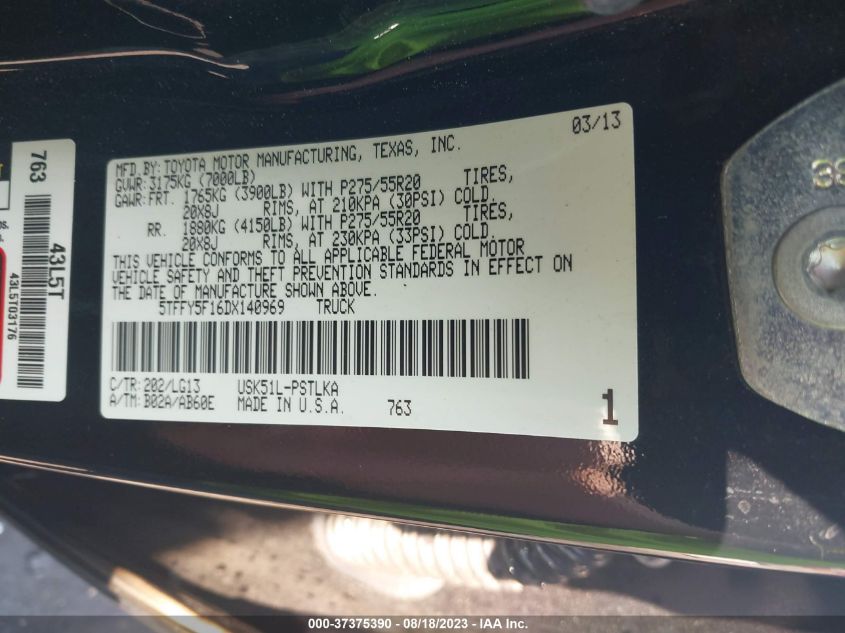 03/13
MFD.BY: TOYOTA MOTOR MANUFACTURING, TEXAS, INC.
GVWR: 3175KG (7000LB)
GAWR: FRT. 1765KG (3900LB) WITH P275/55R20 TIRES,
20X8J RIMS, AT 210KPA (30PSI) COLD.
RR. 1880KG (4150LB) WITH P275/55R20 TIRES,
20X8J RIMS, AT 230KPA (33PSI) COLD.
THIS VEHICLE CONFORMS TO ALL APPLICABLE FEDERAL MOTOR
VEHICLE SAFETY AND THEFT PREVENTION STANDARDS IN EFFECT ON
THE DATE OF MANUFACTURE SHOWN ABOVE.
5TFFY5F16DX140969 TRUCK
C/TR: 202/LG13 USK51L-PSTLKA
A/TM: B02A/AB60E MADE IN U.S.A. 763
1
763
43L5T
43L5T03176
000-37375390 - 08/18/2023 - IAA Inc.